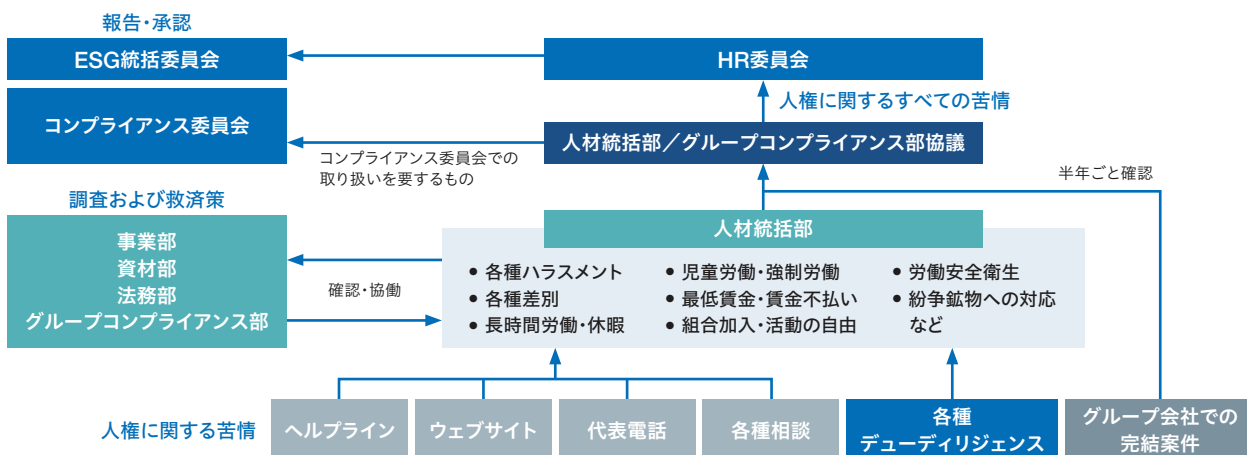 報告・承認
ESG統括委員会
HR委員会
人権に関するすべての苦情
コンプライアンス委員会
人材統括部／グループコンプライアンス部協議
コンプライアンス委員会での
取り扱いを要するもの
半年ごと確認
調査および救済策
事業部
資材部
法務部
グループコンプライアンス部
確認・協働
人材統括部
• 各種ハラスメント
• 各種差別
• 長時間労働・休暇
• 児童労働・強制労働
• 最低賃金・賃金不払い
• 組合加入・活動の自由
• 労働安全衛生
• 紛争鉱物への対応
など
人権に関する苦情
ヘルプライン
ウェブサイト
代表電話
各種相談
各種
デューディリジェンス
グループ会社での
完結案件